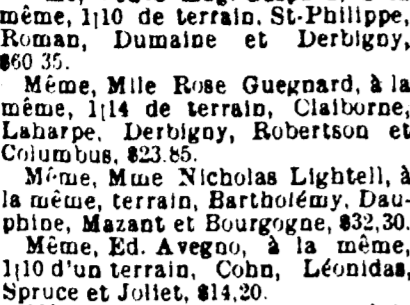 même, 1|10 de terrain, St-Philippe,
Roman, Dumaine et Derbigny,
$60 35.
Même, Mlle Rose Guegnard, à la
même, 1|14 de terrain, Claiborne,
Laharpe, Derbigny, Robertson et
Columbus, $23.85.
Même, Mme Nicholas Lightell, à
la même, terrain, Barthólémy, Dau-
phine, Mazant et Bourgogne, $32,30.
Même, Ed. Avegno, à la même,
1|10 d'un terrain, Cohn, Léonidas,
Spruce et Joliet, $14,20.